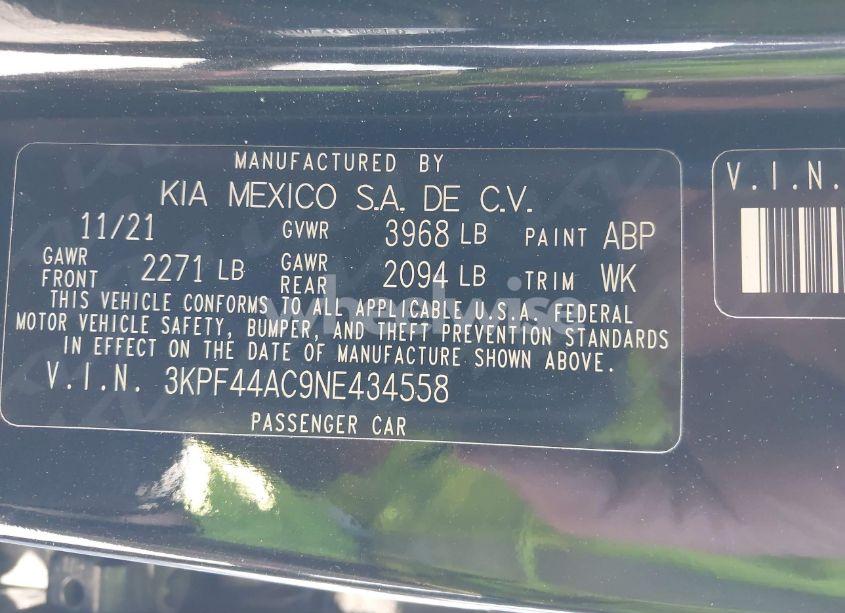 MANUFACTURED BY
KIA MEXICO S.A. DE C.V.
11/21 GVWR 3968 LB PAINT ABP
GAWR FRONT 2271 LB GAWR REAR 2094 LB TRIM WK
THIS VEHICLE CONFORMS TO ALL APPLICABLE U.S.A. FEDERAL
MOTOR VEHICLE SAFETY, BUMPER, AND THEFT PREVENTION STANDARDS
IN EFFECT ON THE DATE OF MANUFACTURE SHOWN ABOVE.
V.I.N. 3KPF44AC9NE434558
PASSENGER CAR
V.I.N.
wheelwise